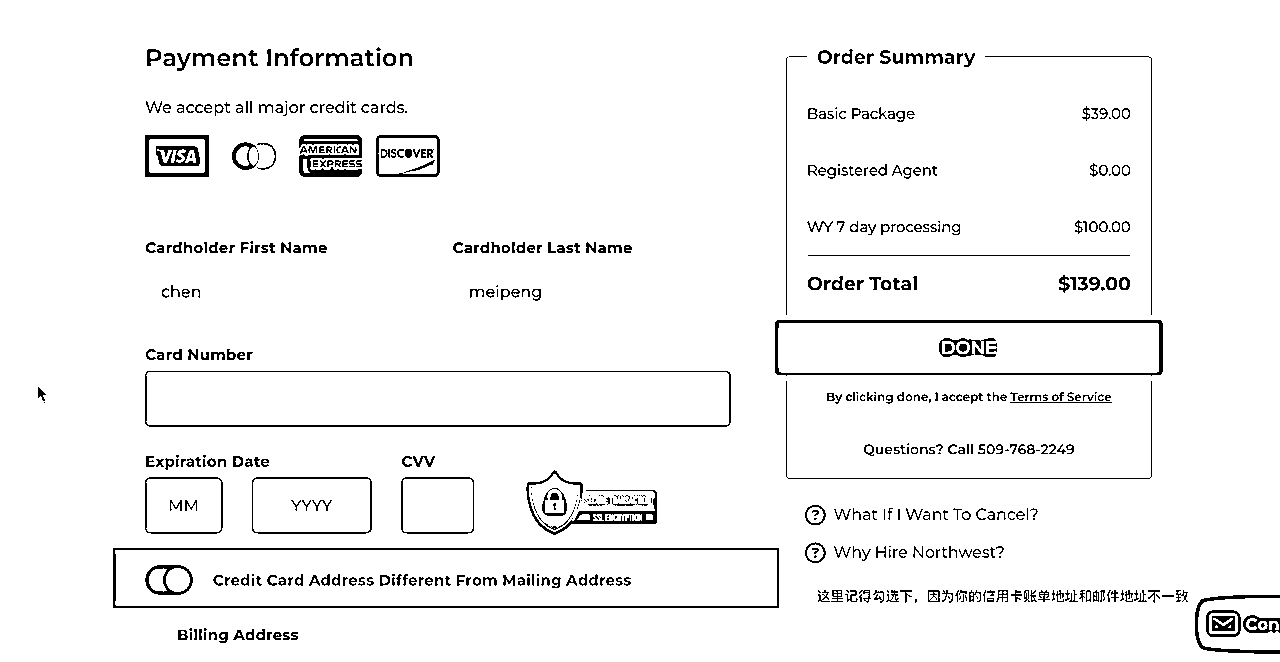 Payment Information
We accept all major credit cards.
VISA
AMERICAN
EXPRESS
DISCOVER
Cardholder First Name
Cardholder Last Name
chen
meipeng
Card Number
Expiration Date
CVV
MM
YYYY
SSL ENCRYPTION
Credit Card Address Different From Mailing Address
Billing Address
Order Summary
Basic Package $39.00
Registered Agent $0.00
WY 7 day processing $100.00
Order Total $139.00
DONE
By clicking done, I accept the Terms of Service
Questions? Call 509-768-2249
? What If I Want To Cancel?
? Why Hire Northwest?
这里记得勾选下，因为你的信用卡账单地址和邮件地址不一致
Con